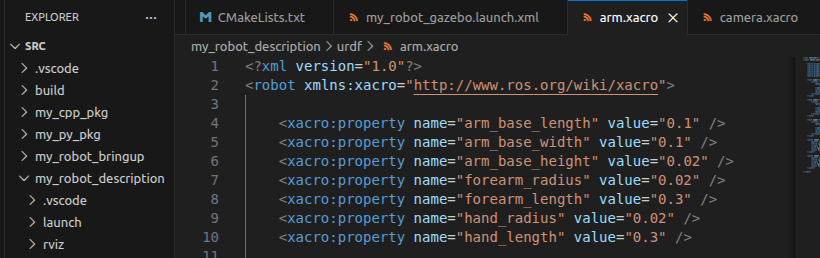 EXPLORER
...
SRC
.vscode
build
my_cpp_pkg
my_py_pkg
my_robot_bringup
my_robot_description
.vscode
launch
rviz
CMakeLists.txt my_robot_gazebo.launch.xml arm.xacro camera.xacro
my_robot_description > urdf > arm.xacro
1 <?xml version="1.0"?>
2 <robot xmlns:xacro="http://www.ros.org/wiki/xacro">
3
4 <xacro:property name="arm_base_length" value="0.1" />
5 <xacro:property name="arm_base_width" value="0.1" />
6 <xacro:property name="arm_base_height" value="0.02" />
7 <xacro:property name="forearm_radius" value="0.02" />
8 <xacro:property name="forearm_length" value="0.3" />
9 <xacro:property name="hand_radius" value="0.02" />
10 <xacro:property name="hand_length" value="0.3" />
11